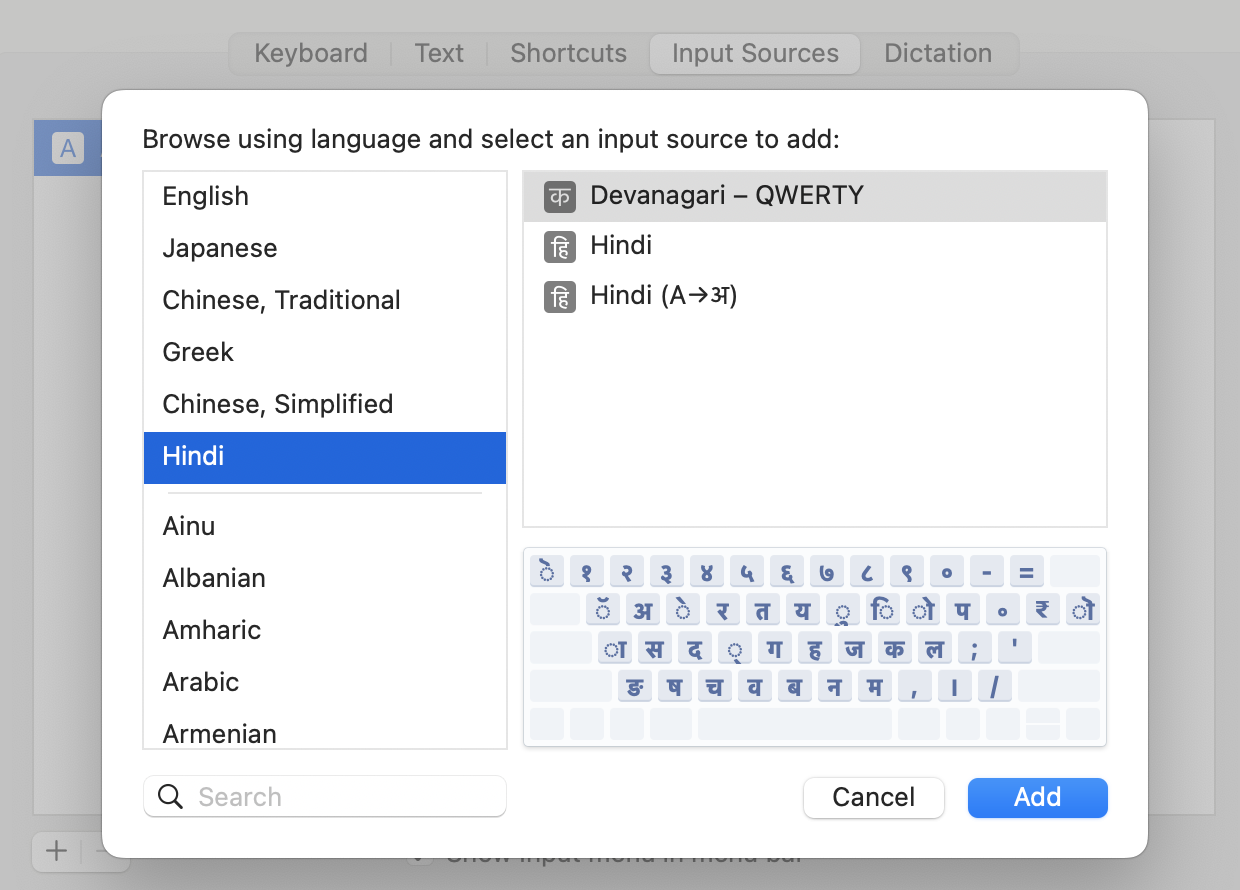 Keyboard Text Shortcuts Input Sources Dictation
A
Browse using language and select an input source to add:
English
Japanese
Chinese, Traditional
Greek
Chinese, Simplified
Hindi
Ainu
Albanian
Amharic
Arabic
Armenian
Search
क Devanagari – QWERTY
हि Hindi
हि Hindi (A→अ)
◌े १ २ ३ ४ ५ ६ ७ ८ ९ ० - =
◌ॅ अ ◌े र त य ◌ु ि◌ ◌ो प ॰ ₹ ◌ॊ
◌ा स द ◌् ग ह ज क ल ; '
ङ ष च व ब न म , । /
Cancel Add
Show input menu in menu bar